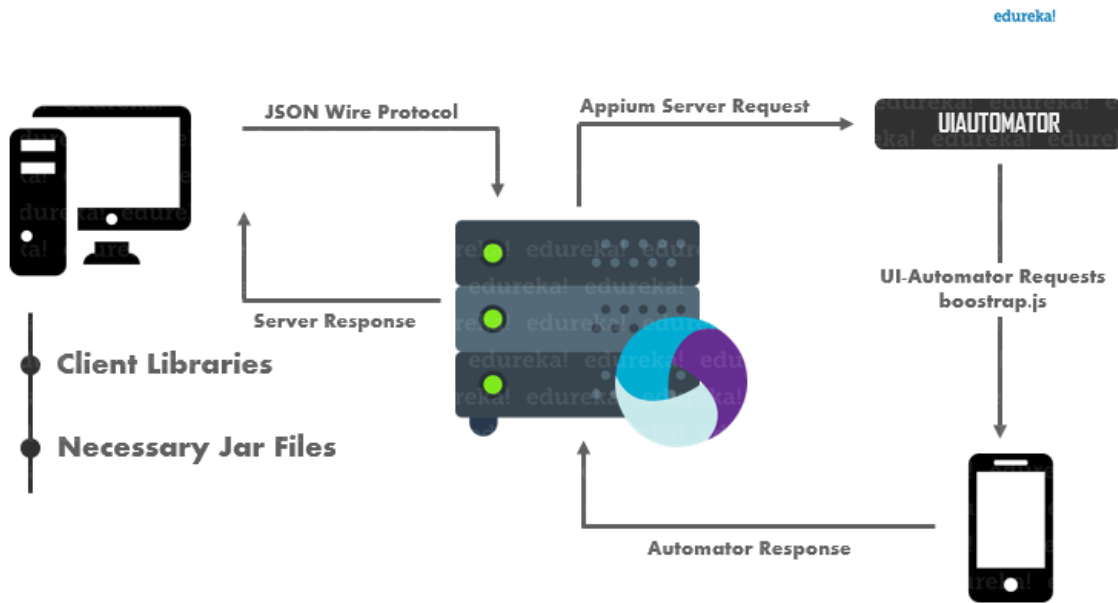 edureka!
JSON Wire Protocol
Appium Server Request
UIAUTOMATOR
UI-Automator Requests
boostrap.js
Server Response
Client Libraries
Necessary Jar Files
Automator Response